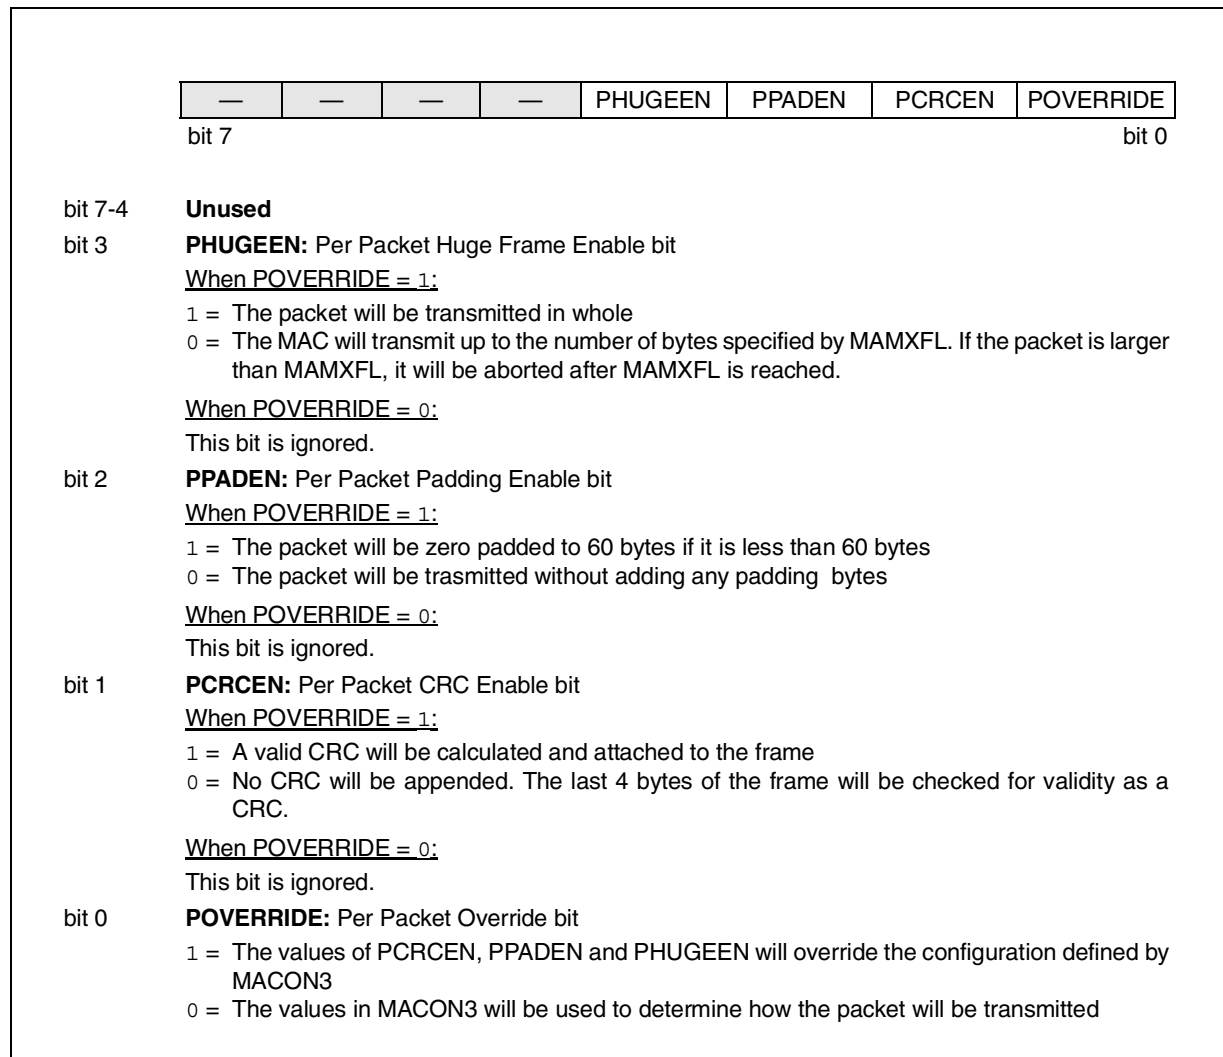 — — — — PHUGEEN PPADEN PCRCEN POVERRIDE
bit 7 bit 0
bit 7-4 Unused
bit 3 PHUGEEN: Per Packet Huge Frame Enable bit
When POVERRIDE = 1:
1 = The packet will be transmitted in whole
0 = The MAC will transmit up to the number of bytes specified by MAMXFL. If the packet is larger
than MAMXFL, it will be aborted after MAMXFL is reached.
When POVERRIDE = 0:
This bit is ignored.
bit 2 PPADEN: Per Packet Padding Enable bit
When POVERRIDE = 1:
1 = The packet will be zero padded to 60 bytes if it is less than 60 bytes
0 = The packet will be trasmitted without adding any padding bytes
When POVERRIDE = 0:
This bit is ignored.
bit 1 PCRCEN: Per Packet CRC Enable bit
When POVERRIDE = 1:
1 = A valid CRC will be calculated and attached to the frame
0 = No CRC will be appended. The last 4 bytes of the frame will be checked for validity as a
CRC.
When POVERRIDE = 0:
This bit is ignored.
bit 0 POVERRIDE: Per Packet Override bit
1 = The values of PCRCEN, PPADEN and PHUGEEN will override the configuration defined by
MACON3
0 = The values in MACON3 will be used to determine how the packet will be transmitted